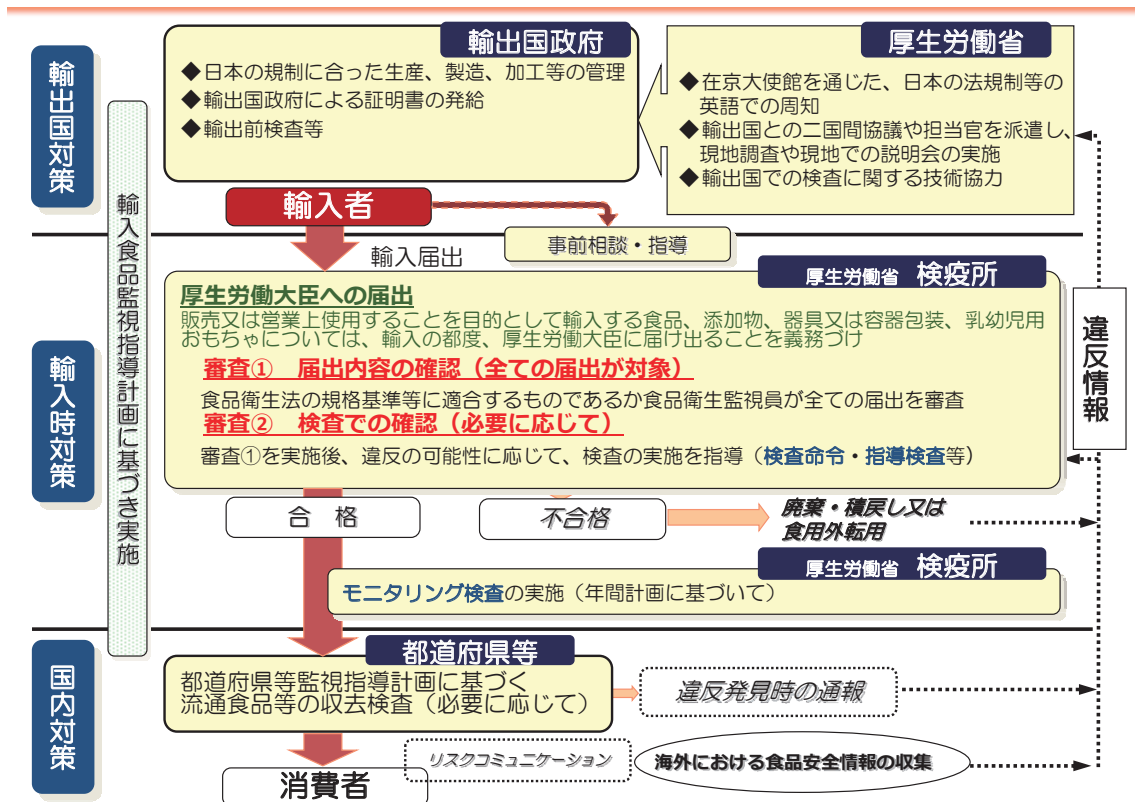 輸出国対策
輸出国政府
◆日本の規制に合った生産、製造、加工等の管理
◆輸出国政府による証明書の発給
◆輸出前検査等
厚生労働省
◆在京大使館を通じた、日本の法規制等の
英語での周知
◆輸出国との二国間協議や担当官を派遣し、
現地調査や現地での説明会の実施
◆輸出国での検査に関する技術協力
輸入食品監視指導計画に基づき実施
輸入者
事前相談・指導
輸入届出
輸入時対策
厚生労働省 検疫所
厚生労働大臣への届出
販売又は営業上使用することを目的として輸入する食品、添加物、器具又は容器包装、乳幼児用
おもちゃについては、輸入の都度、厚生労働大臣に届け出ることを義務づけ
審査① 届出内容の確認（全ての届出が対象）
食品衛生法の規格基準等に適合するものであるか食品衛生監視員が全ての届出を審査
審査② 検査での確認（必要に応じて）
審査①を実施後、違反の可能性に応じて、検査の実施を指導（検査命令・指導検査等）
違反情報
合 格
不合格
廃棄・積戻し又は
食用外転用
厚生労働省 検疫所
モニタリング検査の実施（年間計画に基づいて）
国内対策
都道府県等
都道府県等監視指導計画に基づく
流通食品等の収去検査（必要に応じて）
違反発見時の通報
リスクコミュニケーション
海外における食品安全情報の収集
消費者